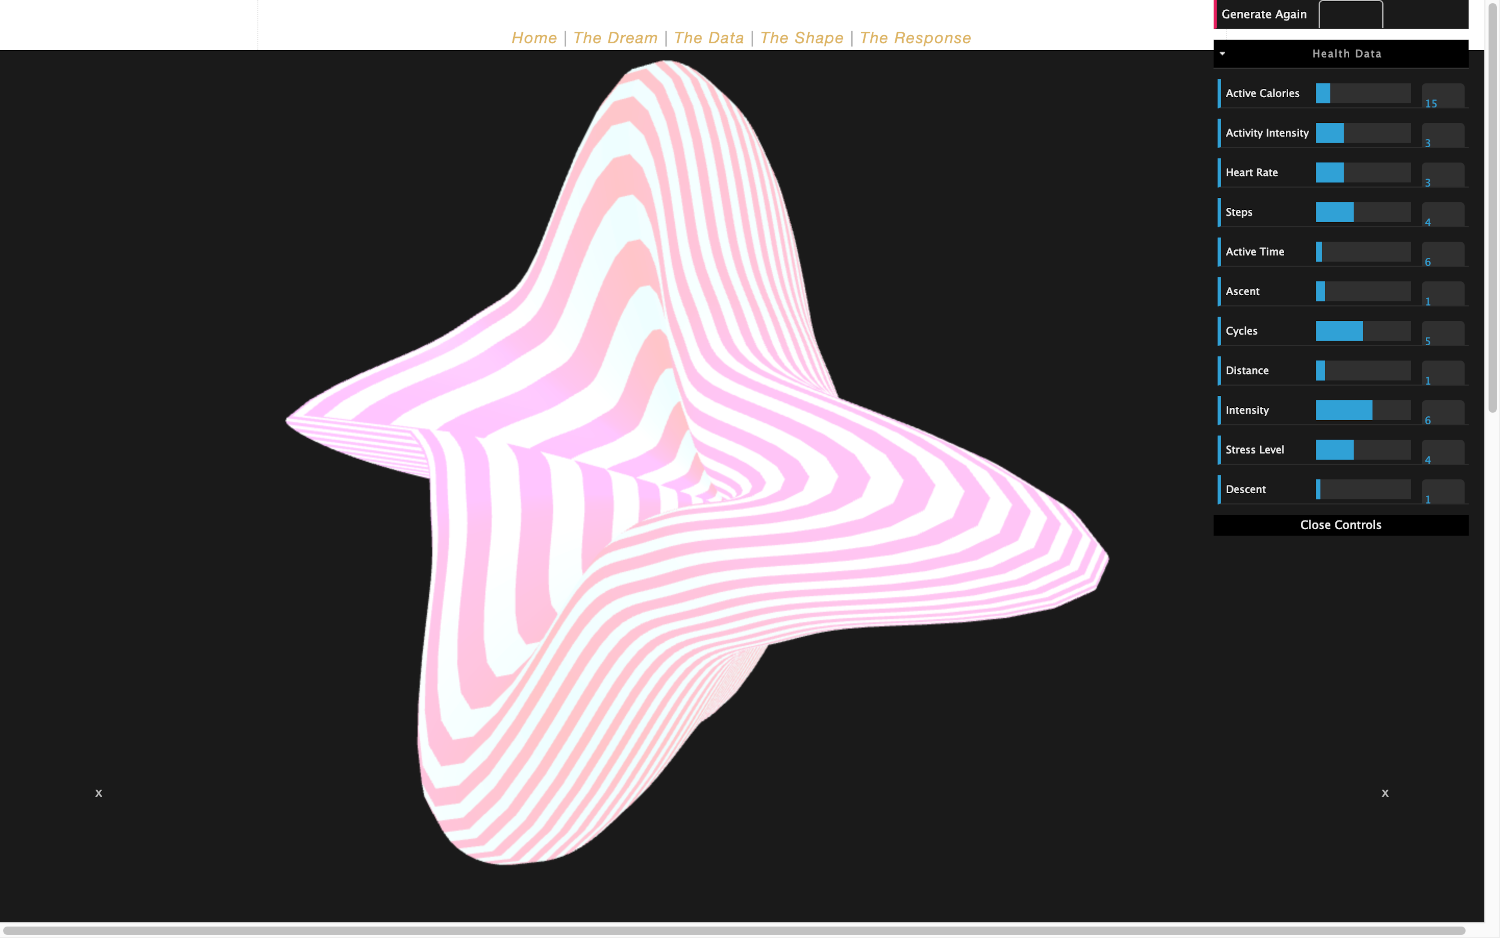 Generate Again
Home | The Dream | The Data | The Shape | The Response
Health Data
Active Calories 15
Activity Intensity 3
Heart Rate 3
Steps 4
Active Time 6
Ascent 1
Cycles 5
Distance 1
Intensity 6
Stress Level 4
Descent 1
Close Controls
x x